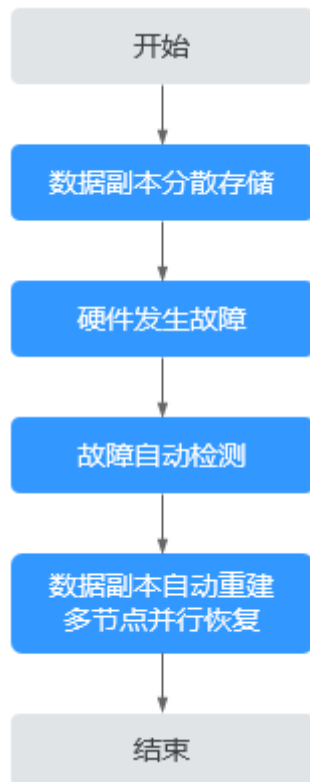 开始
数据副本分散存储
硬件发生故障
故障自动检测
数据副本自动重建
多节点并行恢复
结束